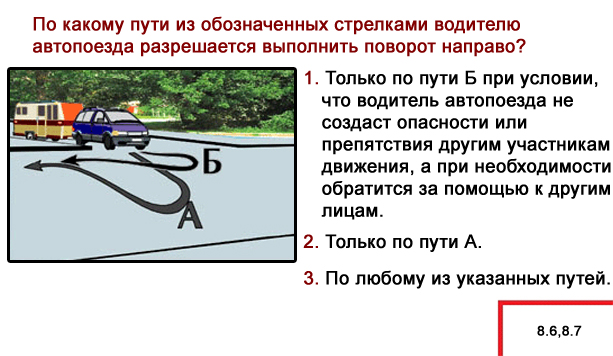 По какому пути из обозначенных стрелками водителю
автопоезда разрешается выполнить поворот направо?
1. Только по пути Б при условии,
что водитель автопоезда не
создаст опасности или
препятствия другим участникам
движения, а при необходимости
обратится за помощью к другим
лицам.
Б
А
2. Только по пути А.
3. По любому из указанных путей.
8.6,8.7